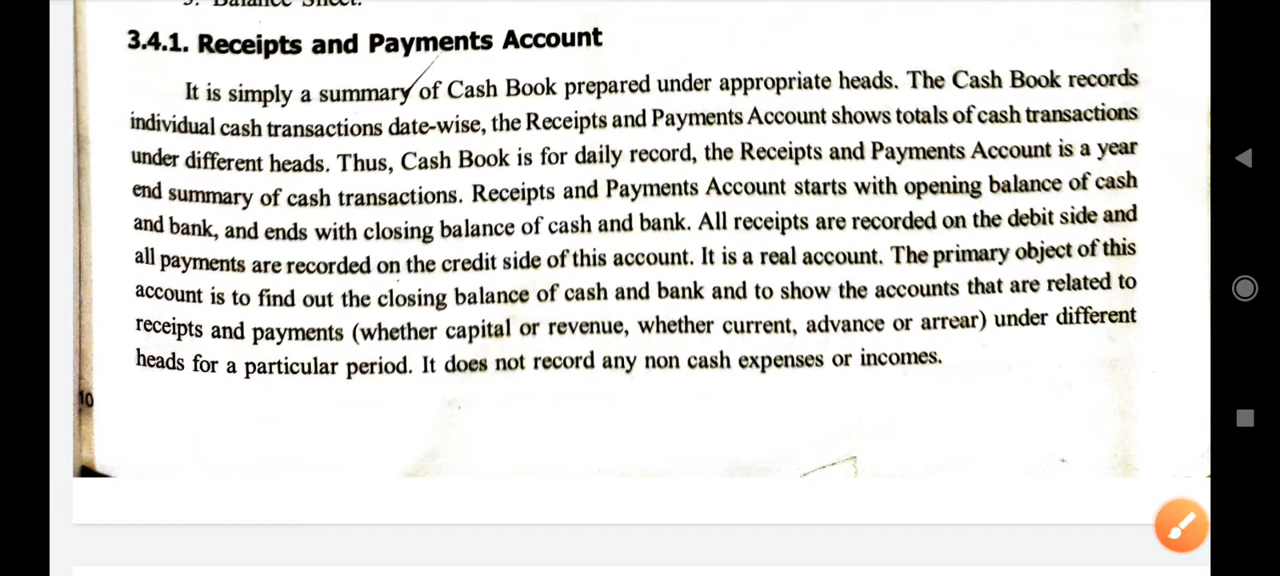 3.4.1. Receipts and Payments Account
It is simply a summary of Cash Book prepared under appropriate heads. The Cash Book records
individual cash transactions date-wise, the Receipts and Payments Account shows totals of cash transactions
under different heads. Thus, Cash Book is for daily record, the Receipts and Payments Account is a year
end summary of cash transactions. Receipts and Payments Account starts with opening balance of cash
and bank, and ends with closing balance of cash and bank. All receipts are recorded on the debit side and
all payments are recorded on the credit side of this account. It is a real account. The primary object of this
account is to find out the closing balance of cash and bank and to show the accounts that are related to
receipts and payments (whether capital or revenue, whether current, advance or arrear) under different
heads for a particular period. It does not record any non cash expenses or incomes.
10